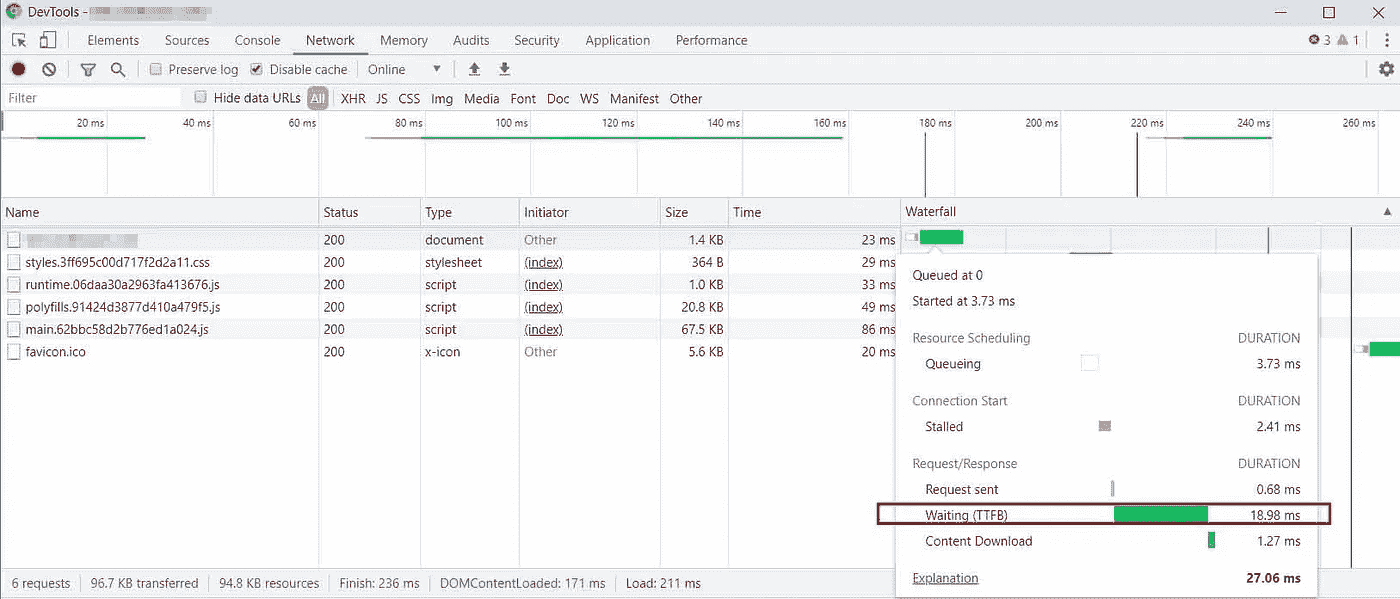 DevTools -
Elements Sources Console Network Memory Audits Security Application Performance 3 1
Preserve log Disable cache Online
Filter Hide data URLs All XHR JS CSS Img Media Font Doc WS Manifest Other
20 ms 40 ms 60 ms 80 ms 100 ms 120 ms 140 ms 160 ms 180 ms 200 ms 220 ms 240 ms 260 ms
Name Status Type Initiator Size Time Waterfall
200 document Other 1.4 KB 23 ms
styles.3ff695c00d717f2d2a11.css 200 stylesheet (index) 364 B 29 ms
runtime.06daa30a2963fa413676.js 200 script (index) 1.0 KB 33 ms
polyfills.91424d3877d410a479f5.js 200 script (index) 20.8 KB 49 ms
main.62bbc58d2b776ed1a024.js 200 script (index) 67.5 KB 86 ms
favicon.ico 200 x-icon Other 5.6 KB 20 ms
Queued at 0
Started at 3.73 ms
Resource Scheduling DURATION
Queueing 3.73 ms
Connection Start DURATION
Stalled 2.41 ms
Request/Response DURATION
Request sent 0.68 ms
Waiting (TTFB) 18.98 ms
Content Download 1.27 ms
Explanation 27.06 ms
6 requests 96.7 KB transferred 94.8 KB resources Finish: 236 ms DOMContentLoaded: 171 ms Load: 211 ms